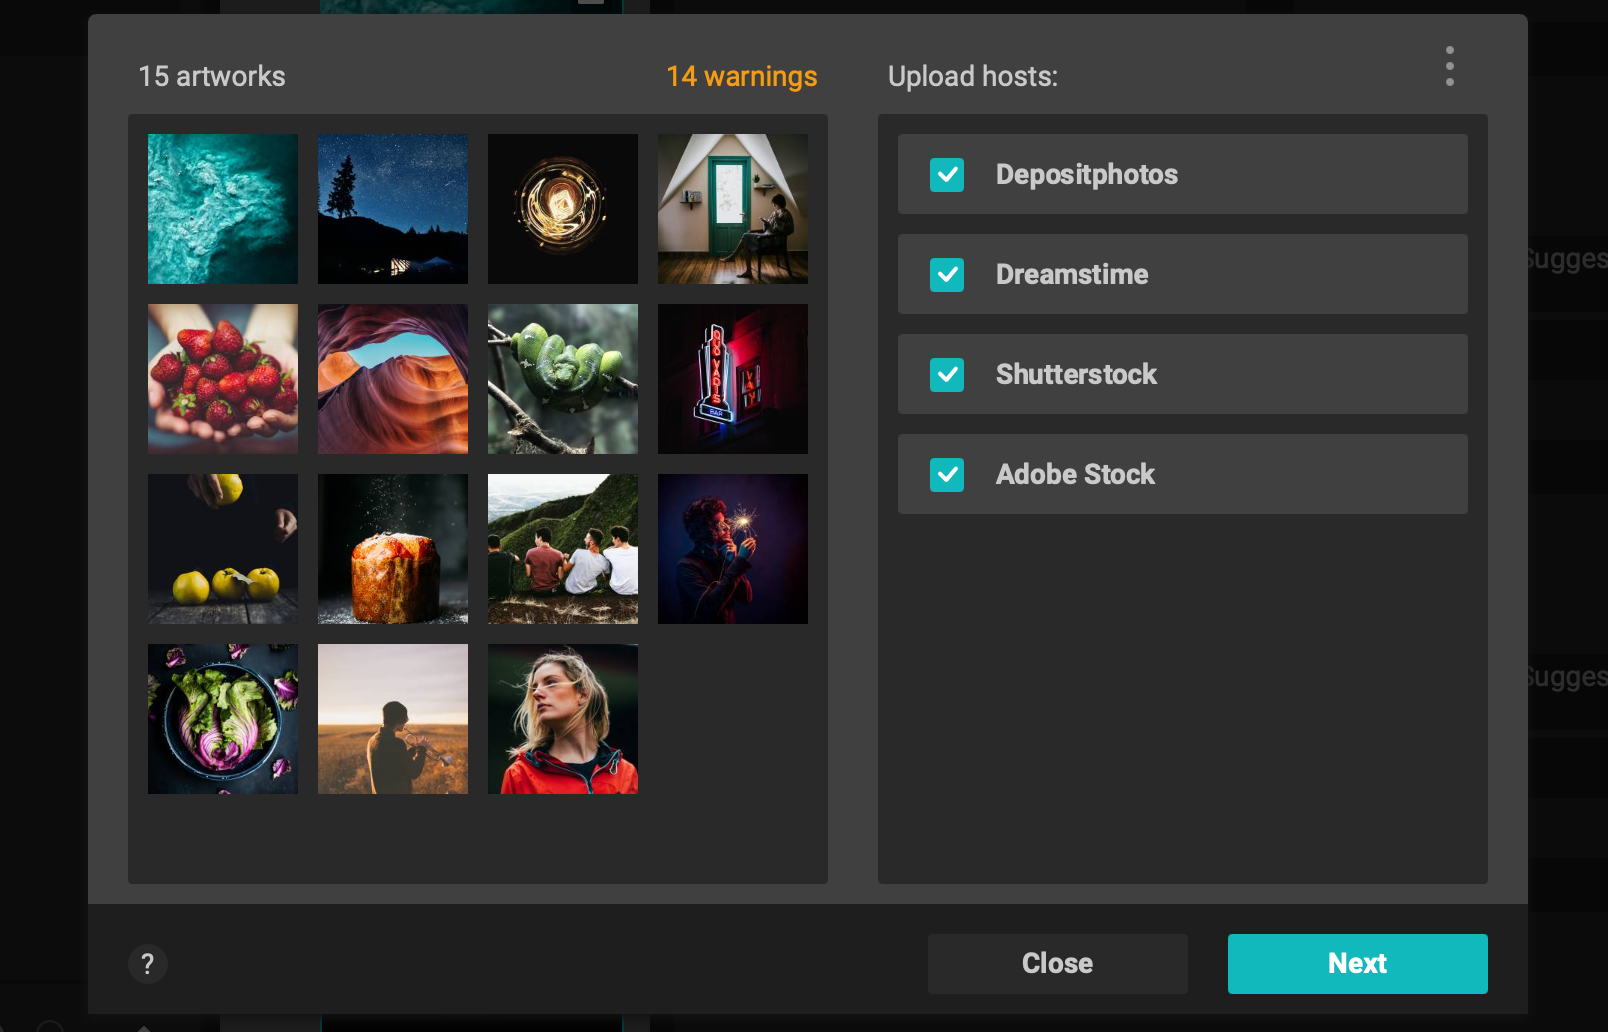 15 artworks
14 warnings
Upload hosts:
Depositphotos
Dreamstime
Shutterstock
Adobe Stock
QUO VADIS
BAR
Sugges
Sugges
?
Close
Next